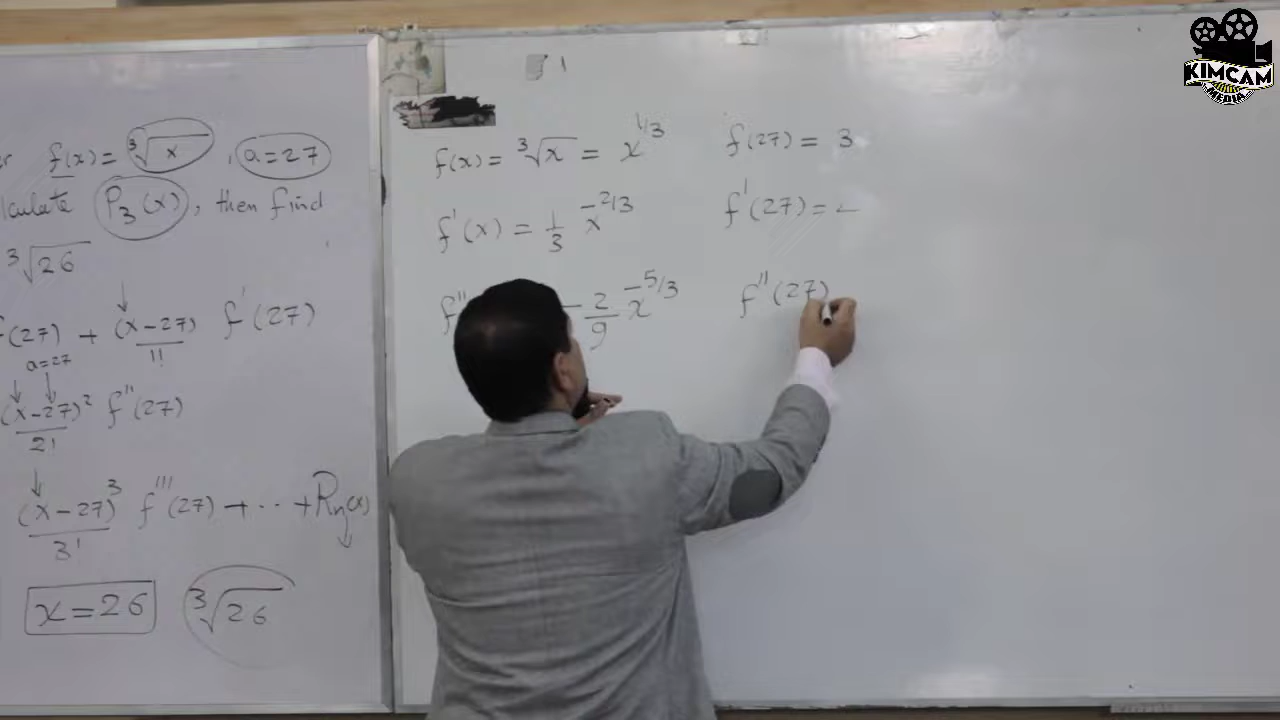 f(x) = ∛x , a=27
P₃(x), then find
∛26
(27) + (x-27)/1! f'(27)
a=27
(x-27)²/2! f''(27)
(x-27)³/3! f'''(27) + ... + Rₙ(x)
x=26 ∛26
f(x) = ∛x = x^1/3 f(27) = 3
f'(x) = 1/3 x^-2/3 f'(27) =
f'' - 2/9 x^-5/3 f''(27)
KIMCAM
MEDIA